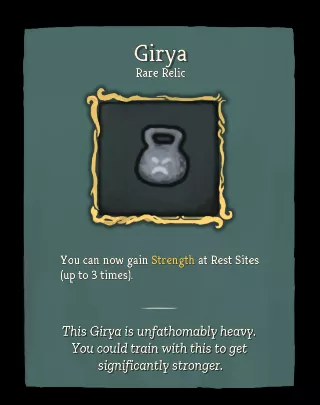 Girya
Rare Relic
You can now gain Strength at Rest Sites
(up to 3 times).
This Girya is unfathomably heavy.
You could train with this to get
significantly stronger.